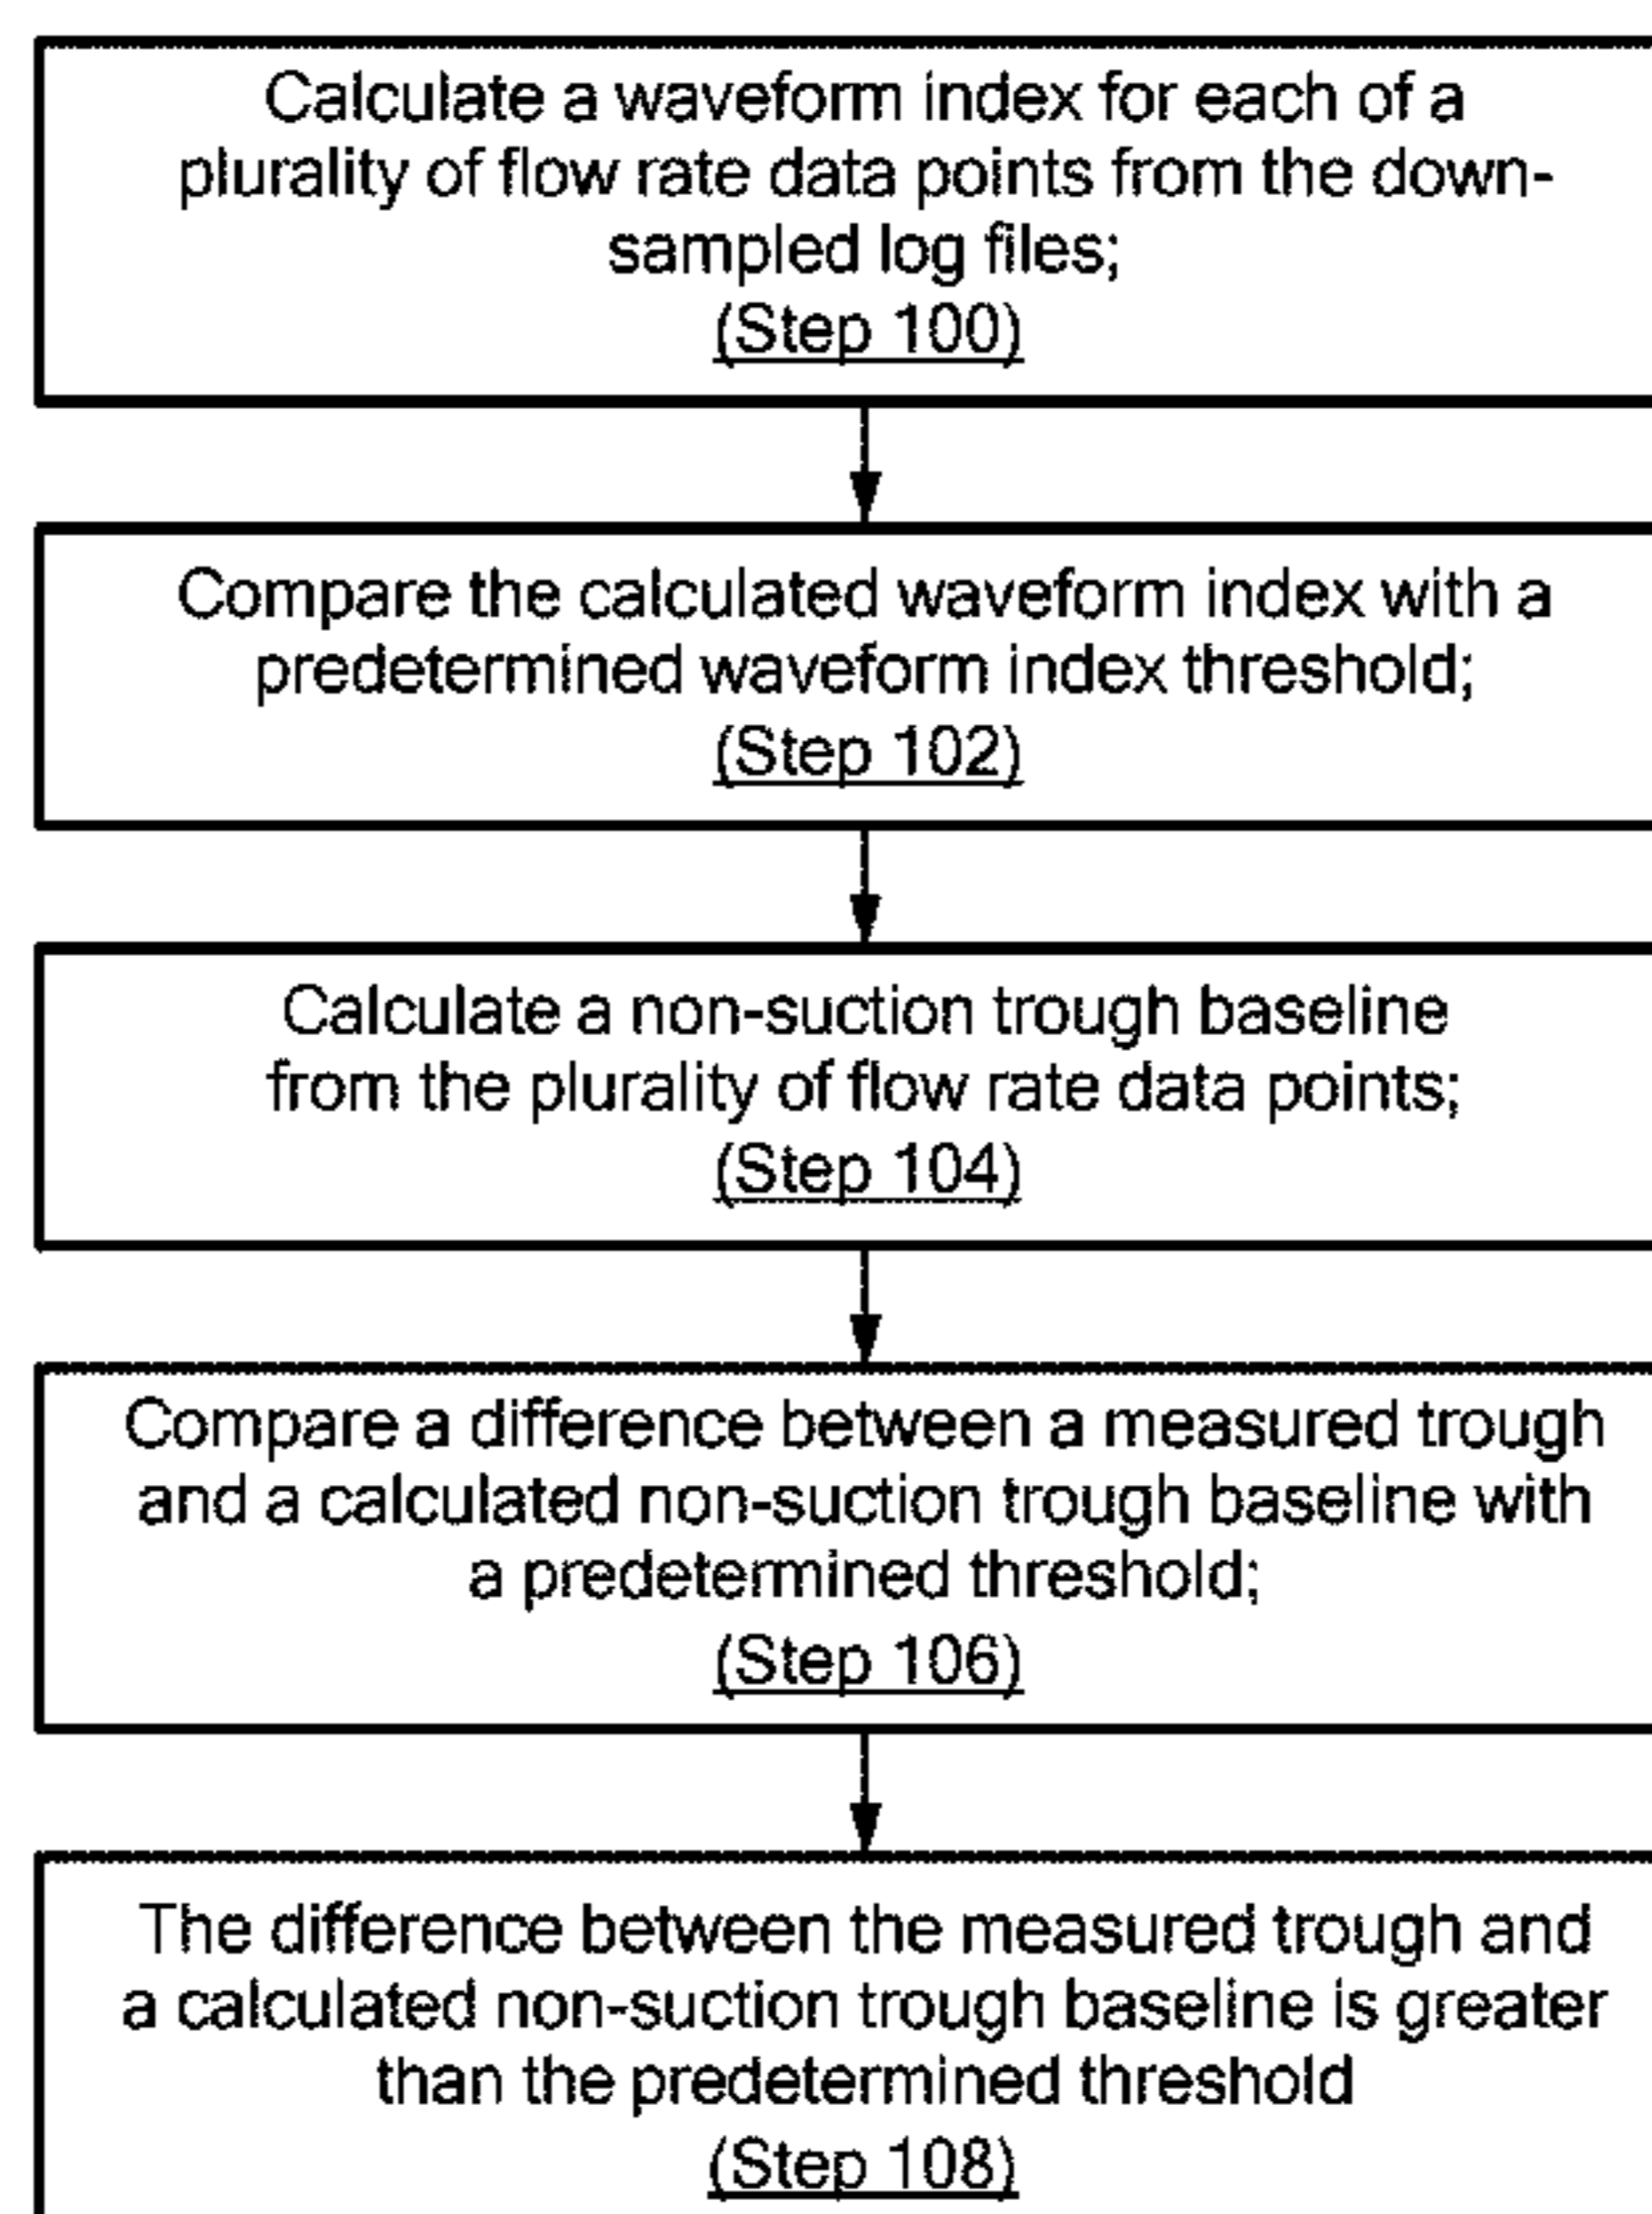 Calculate a waveform index for each of a
plurality of flow rate data points from the down-
sampled log files;
(Step 100)
Compare the calculated waveform index with a
predetermined waveform index threshold;
(Step 102)
Calculate a non-suction trough baseline
from the plurality of flow rate data points;
(Step 104)
Compare a difference between a measured trough
and a calculated non-suction trough baseline with
a predetermined threshold;
(Step 106)
The difference between the measured trough and
a calculated non-suction trough baseline is greater
than the predetermined threshold
(Step 108)